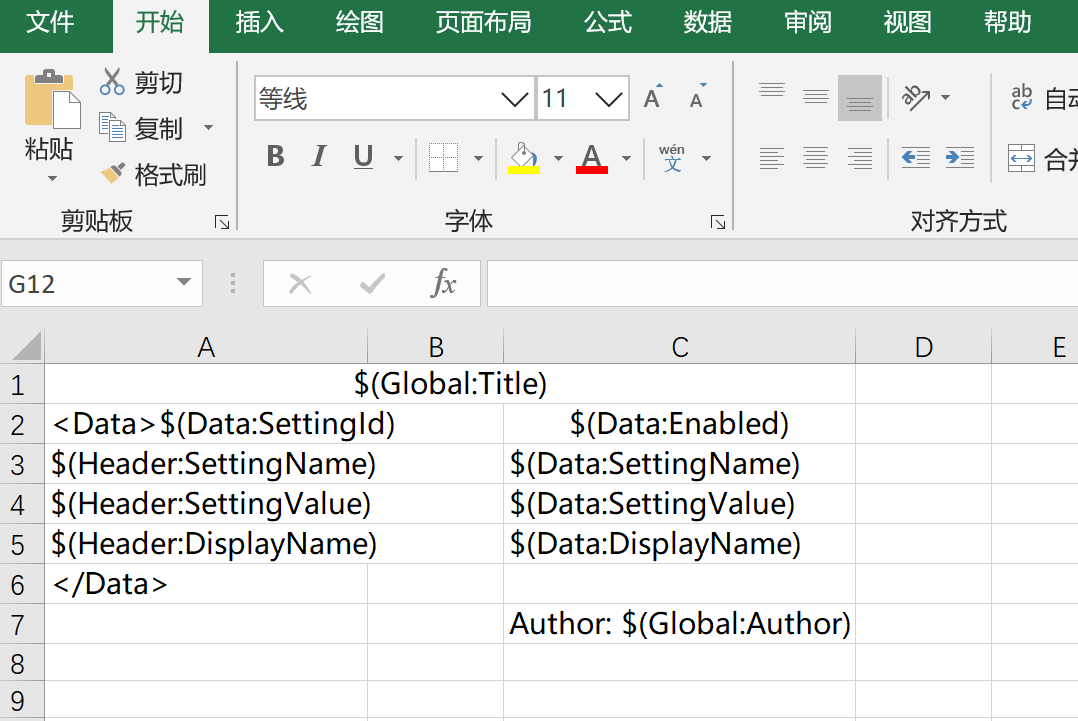 文件 开始 插入 绘图 页面布局 公式 数据 审阅 视图 帮助
剪切
复制
格式刷
粘贴
剪贴板
等线 11 A A
B I U A wén 文
字体
ab c 自动
合并
对齐方式
G12 fx
A B C D E
1 $(Global:Title)
2 <Data>$(Data:SettingId) $(Data:Enabled)
3 $(Header:SettingName) $(Data:SettingName)
4 $(Header:SettingValue) $(Data:SettingValue)
5 $(Header:DisplayName) $(Data:DisplayName)
6 </Data>
7 Author: $(Global:Author)
8
9